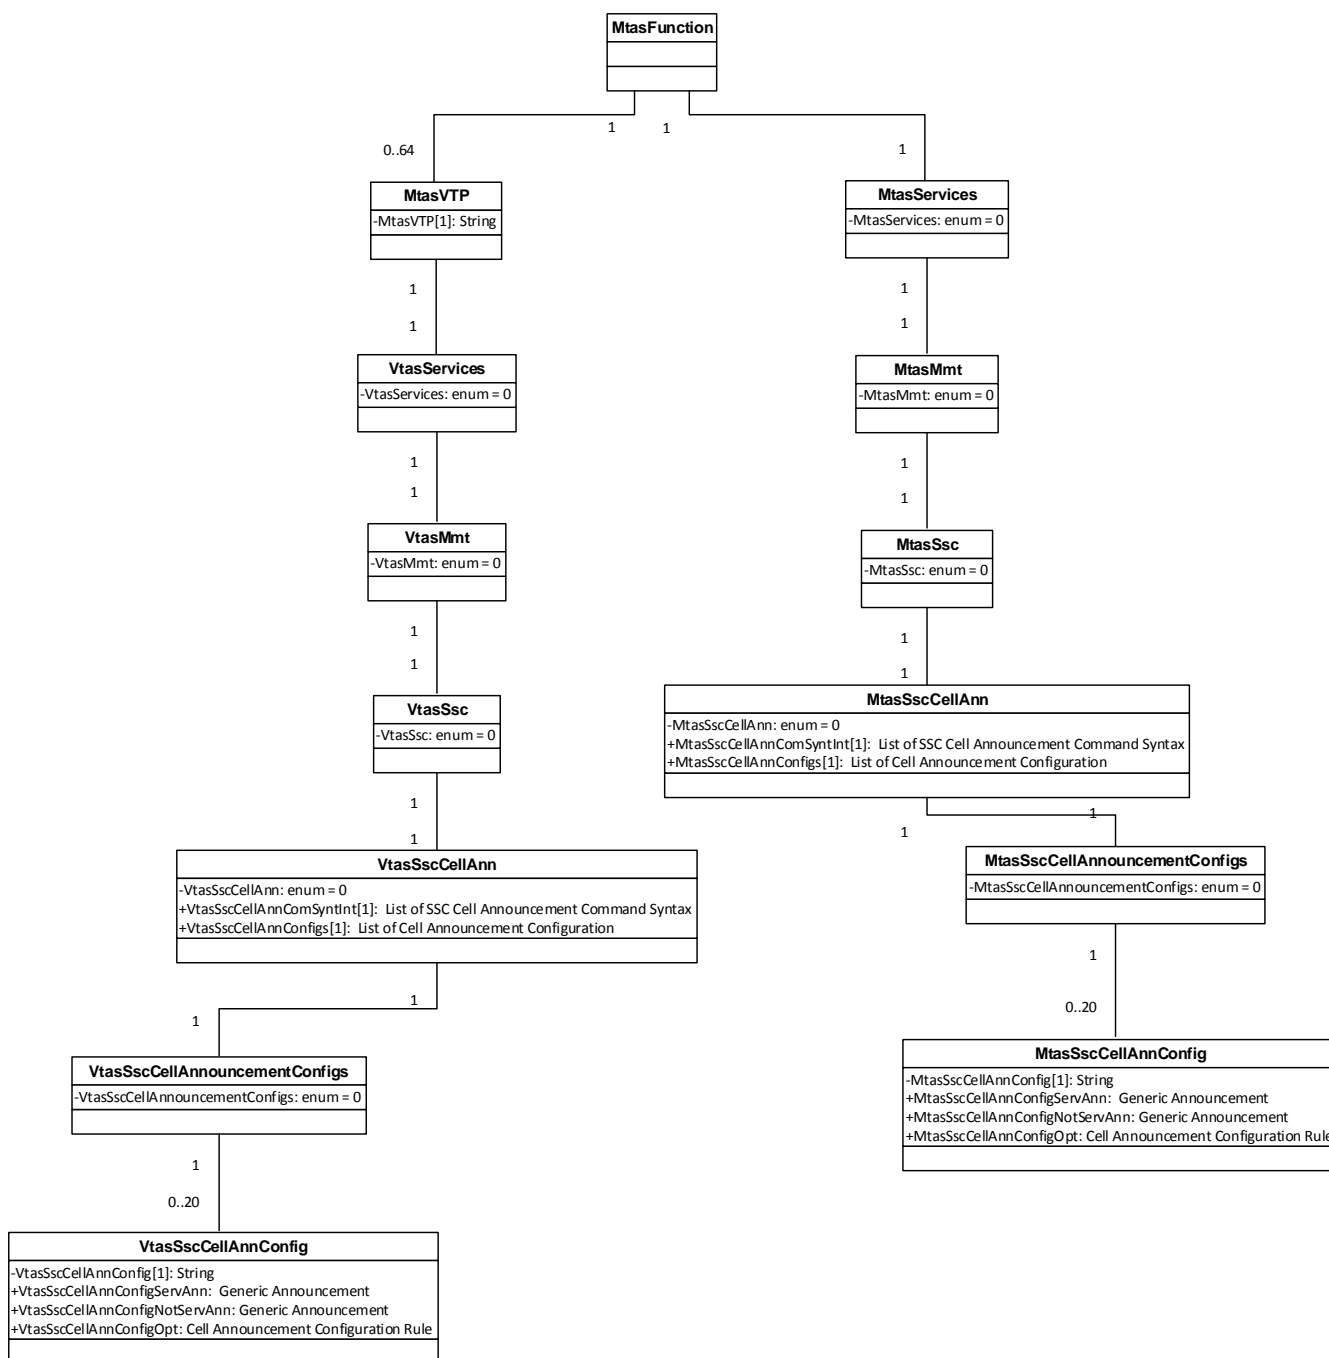 MtasFunction
1
1
0..64
1
MtasVTP
-MtasVTP[1]: String
MtasServices
-MtasServices: enum = 0
1
1
1
1
VtasServices
-VtasServices: enum = 0
MtasMmt
-MtasMmt: enum = 0
1
1
1
1
VtasMmt
-VtasMmt: enum = 0
MtasSsc
-MtasSsc: enum = 0
1
1
1
1
VtasSsc
-VtasSsc: enum = 0
MtasSscCellAnn
-MtasSscCellAnn: enum = 0
+MtasSscCellAnnComSyntInt[1]: List of SSC Cell Announcement Command Syntax
+MtasSscCellAnnConfigs[1]: List of Cell Announcement Configuration
1
1
1
1
VtasSscCellAnn
-VtasSscCellAnn: enum = 0
+VtasSscCellAnnComSyntInt[1]: List of SSC Cell Announcement Command Syntax
+VtasSscCellAnnConfigs[1]: List of Cell Announcement Configuration
MtasSscCellAnnouncementConfigs
-MtasSscCellAnnouncementConfigs: enum = 0
1
1
1
0..20
VtasSscCellAnnouncementConfigs
-VtasSscCellAnnouncementConfigs: enum = 0
MtasSscCellAnnConfig
-MtasSscCellAnnConfig[1]: String
+MtasSscCellAnnConfigServAnn: Generic Announcement
+MtasSscCellAnnConfigNotServAnn: Generic Announcement
+MtasSscCellAnnConfigOpt: Cell Announcement Configuration Rule
1
0..20
VtasSscCellAnnConfig
-VtasSscCellAnnConfig[1]: String
+VtasSscCellAnnConfigServAnn: Generic Announcement
+VtasSscCellAnnConfigNotServAnn: Generic Announcement
+VtasSscCellAnnConfigOpt: Cell Announcement Configuration Rule